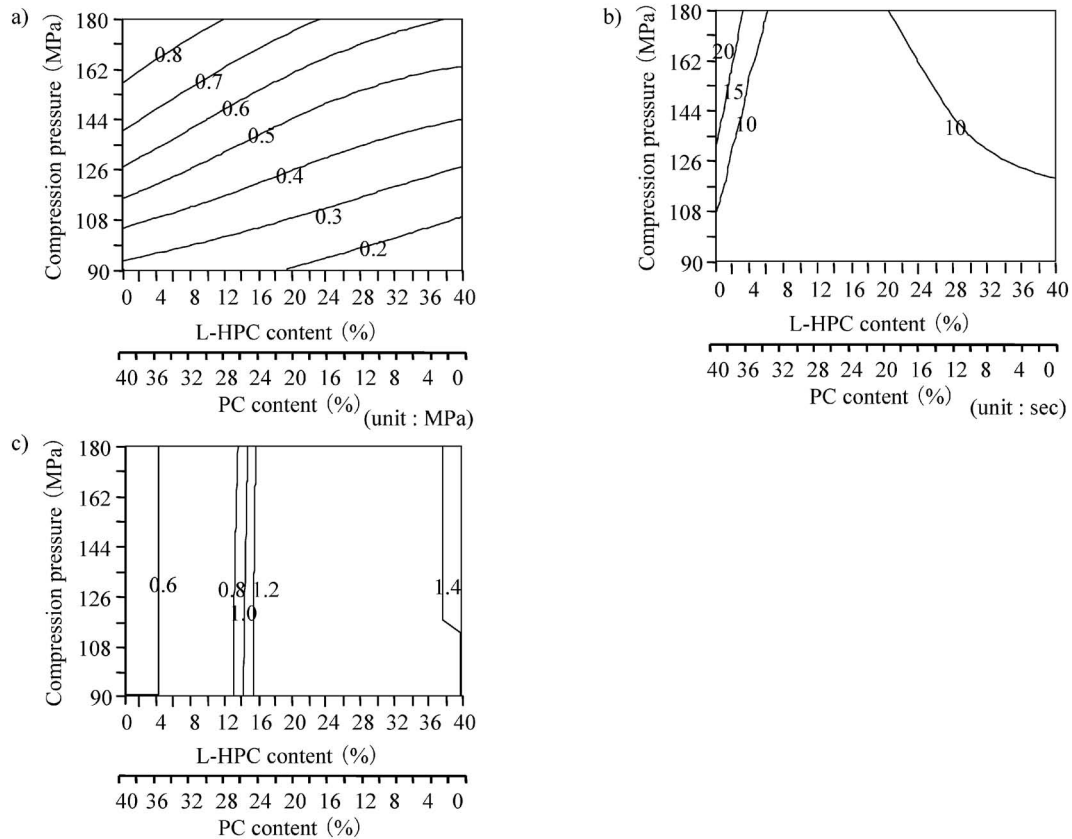 a)
Compression pressure (MPa)
180
162
144
126
108
90
0.8
0.7
0.6
0.5
0.4
0.3
0.2
0 4 8 12 16 20 24 28 32 36 40
L-HPC content (%)
40 36 32 28 24 20 16 12 8 4 0
PC content (%)
(unit : MPa)
b)
Compression pressure (MPa)
180
162
144
126
108
90
20
15
10
10
0 4 8 12 16 20 24 28 32 36 40
L-HPC content (%)
40 36 32 28 24 20 16 12 8 4 0
PC content (%)
(unit : sec)
c)
Compression pressure (MPa)
180
162
144
126
108
90
0.6
0.8
1.0
1.2
1.4
0 4 8 12 16 20 24 28 32 36 40
L-HPC content (%)
40 36 32 28 24 20 16 12 8 4 0
PC content (%)